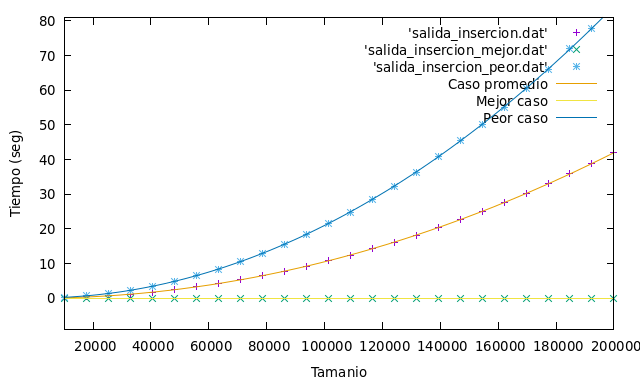 80
70
60
50
40
30
20
10
0
Tiempo (seg)
'salida_insercion.dat'
'salida_insercion_mejor.dat'
'salida_insercion_peor.dat'
Caso promedio
Mejor caso
Peor caso
20000 40000 60000 80000 100000 120000 140000 160000 180000 200000
Tamanio